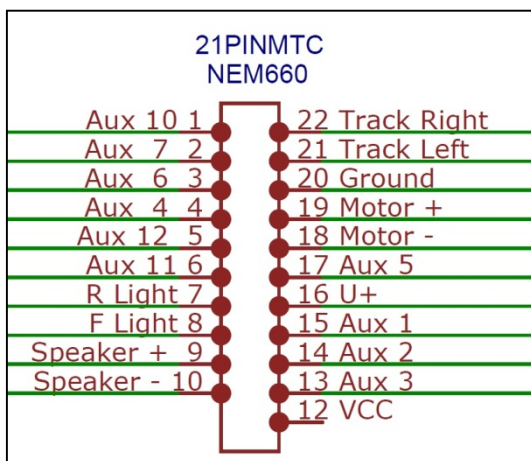 21PINMTC
NEM660
Aux 10 1
Aux 7 2
Aux 6 3
Aux 4 4
Aux 12 5
Aux 11 6
R Light 7
F Light 8
Speaker + 9
Speaker - 10
22 Track Right
21 Track Left
20 Ground
19 Motor +
18 Motor -
17 Aux 5
16 U+
15 Aux 1
14 Aux 2
13 Aux 3
12 VCC